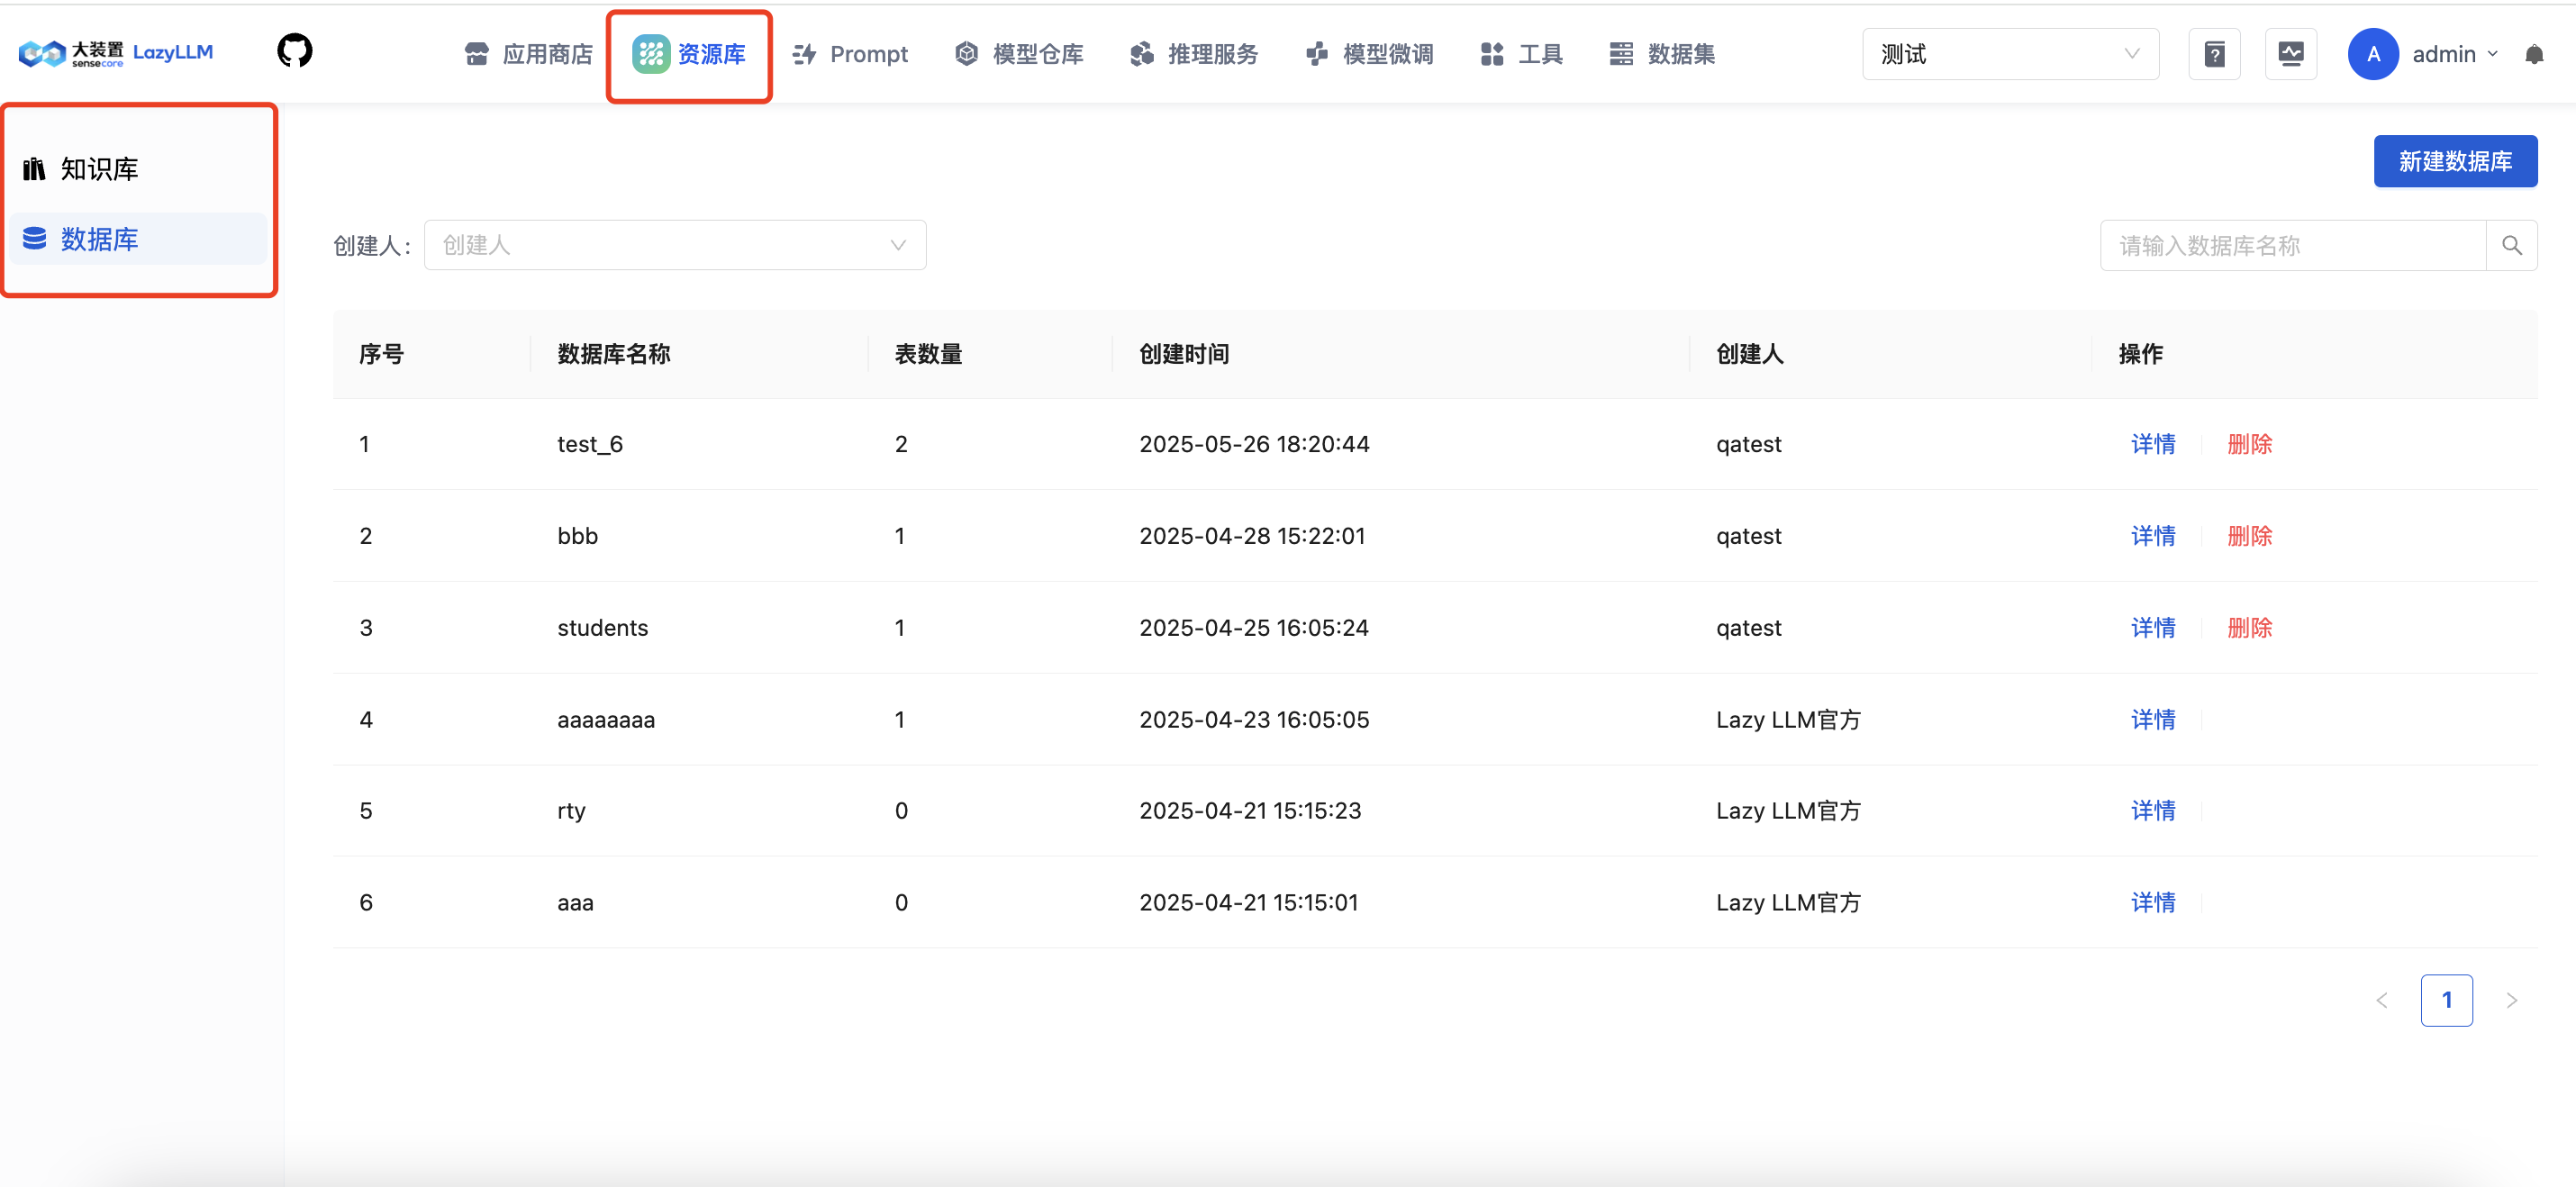 大装置 sensecore LazyLLM 应用商店 资源库 Prompt 模型仓库 推理服务 模型微调 工具 数据集 测试 ? A admin
知识库
数据库
新建数据库
创建人： 创建人 请输入数据库名称
序号 数据库名称 表数量 创建时间 创建人 操作
1 test_6 2 2025-05-26 18:20:44 qatest 详情 删除
2 bbb 1 2025-04-28 15:22:01 qatest 详情 删除
3 students 1 2025-04-25 16:05:24 qatest 详情 删除
4 aaaaaaaa 1 2025-04-23 16:05:05 Lazy LLM官方 详情
5 rty 0 2025-04-21 15:15:23 Lazy LLM官方 详情
6 aaa 0 2025-04-21 15:15:01 Lazy LLM官方 详情
1